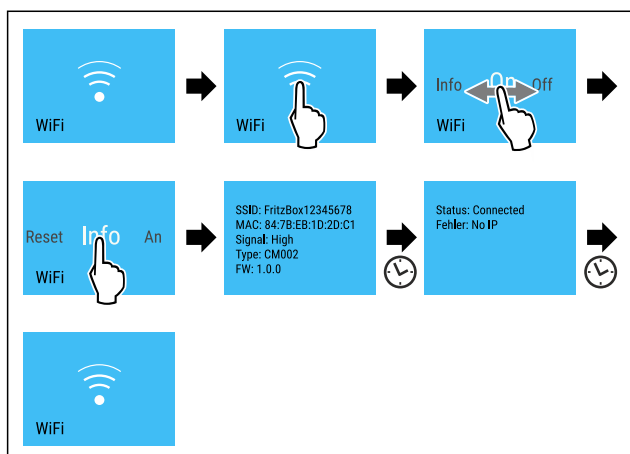 WiFi
WiFi
Info On Off
WiFi
Reset Info An
WiFi
SSID: FritzBox12345678
MAC: 84:7B:EB:1D:2D:C1
Signal: High
Type: CM002
FW: 1.0.0
Status: Connected
Fehler: No IP
WiFi